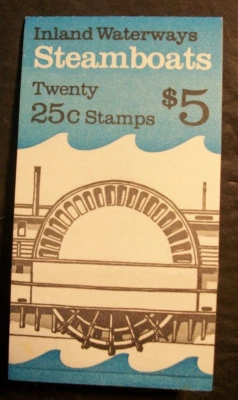 Inland Waterways
Steamboats
Twenty
25c Stamps $5